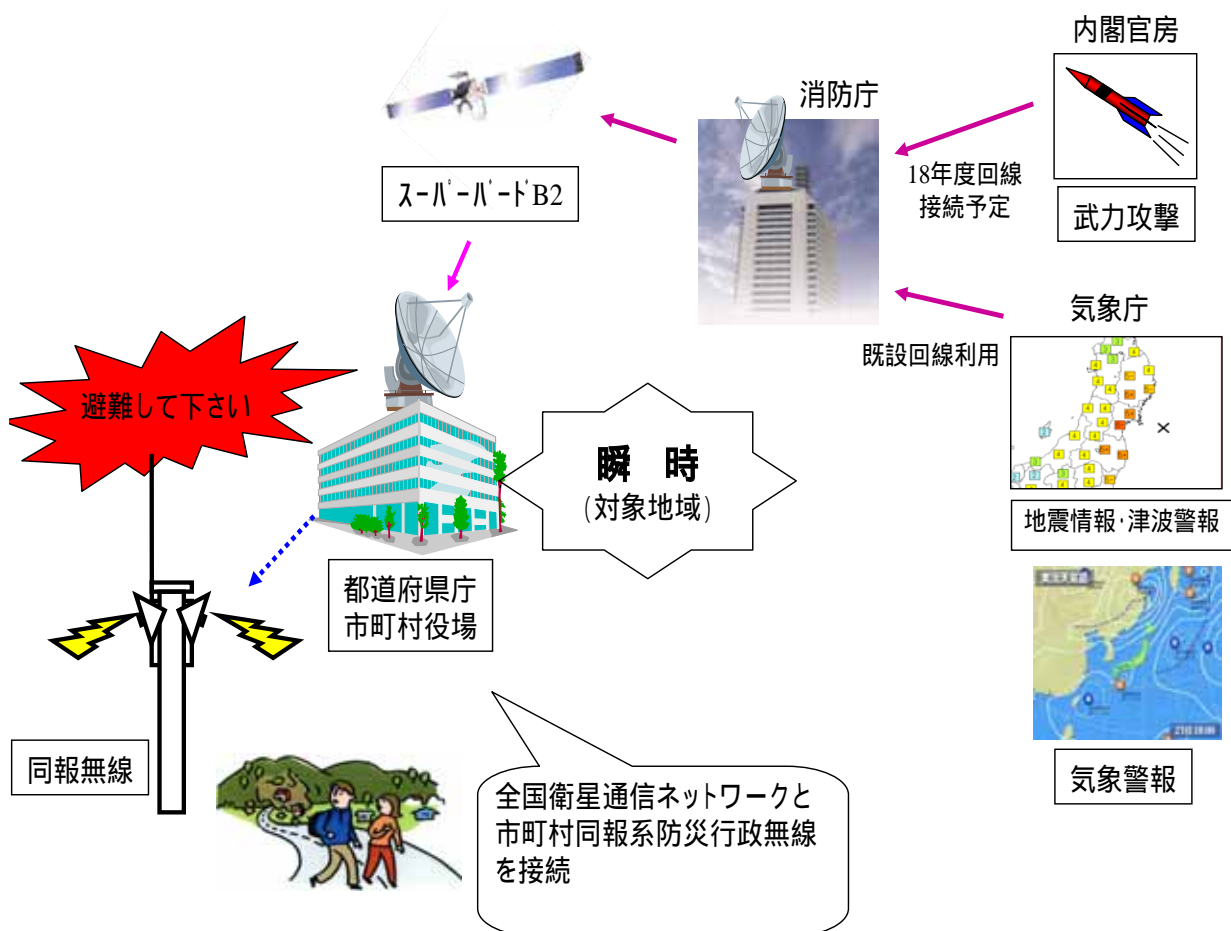 内閣官房
消防庁
18年度回線
接続予定
武力攻撃
ｽｰﾊﾟｰﾊﾞｰﾄﾞB2
気象庁
既設回線利用
避難して下さい
瞬 時
(対象地域)
地震情報･津波警報
都道府県庁
市町村役場
同報無線
気象警報
全国衛星通信ネットワークと
市町村同報系防災行政無線
を接続